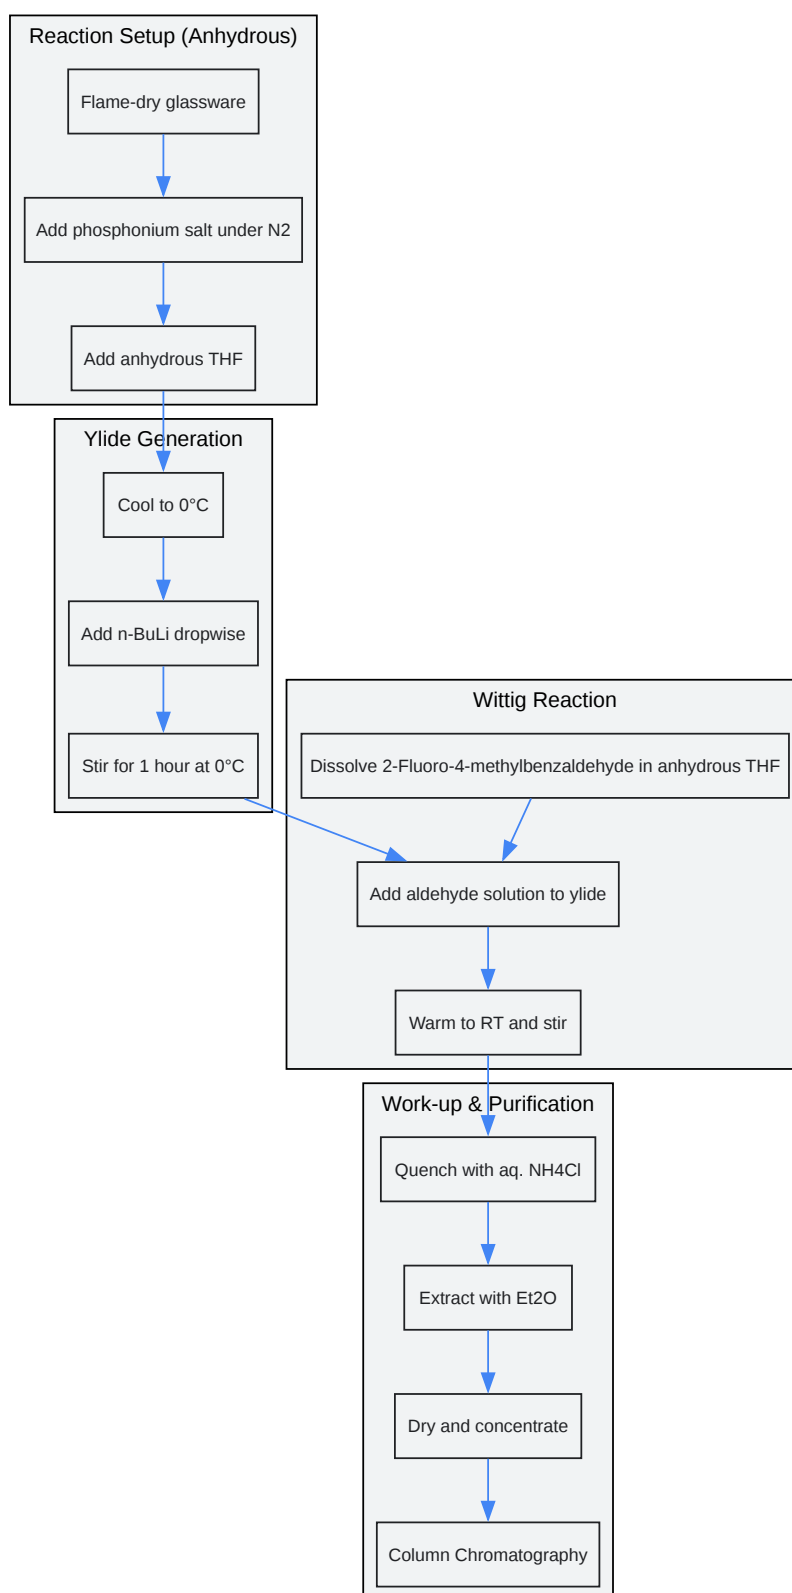 Reaction Setup (Anhydrous)
Flame-dry glassware
Add phosphonium salt under N2
Add anhydrous THF
Ylide Generation
Cool to 0°C
Add n-BuLi dropwise
Stir for 1 hour at 0°C
Wittig Reaction
Dissolve 2-Fluoro-4-methylbenzaldehyde in anhydrous THF
Add aldehyde solution to ylide
Warm to RT and stir
Work-up & Purification
Quench with aq. NH4Cl
Extract with Et2O
Dry and concentrate
Column Chromatography